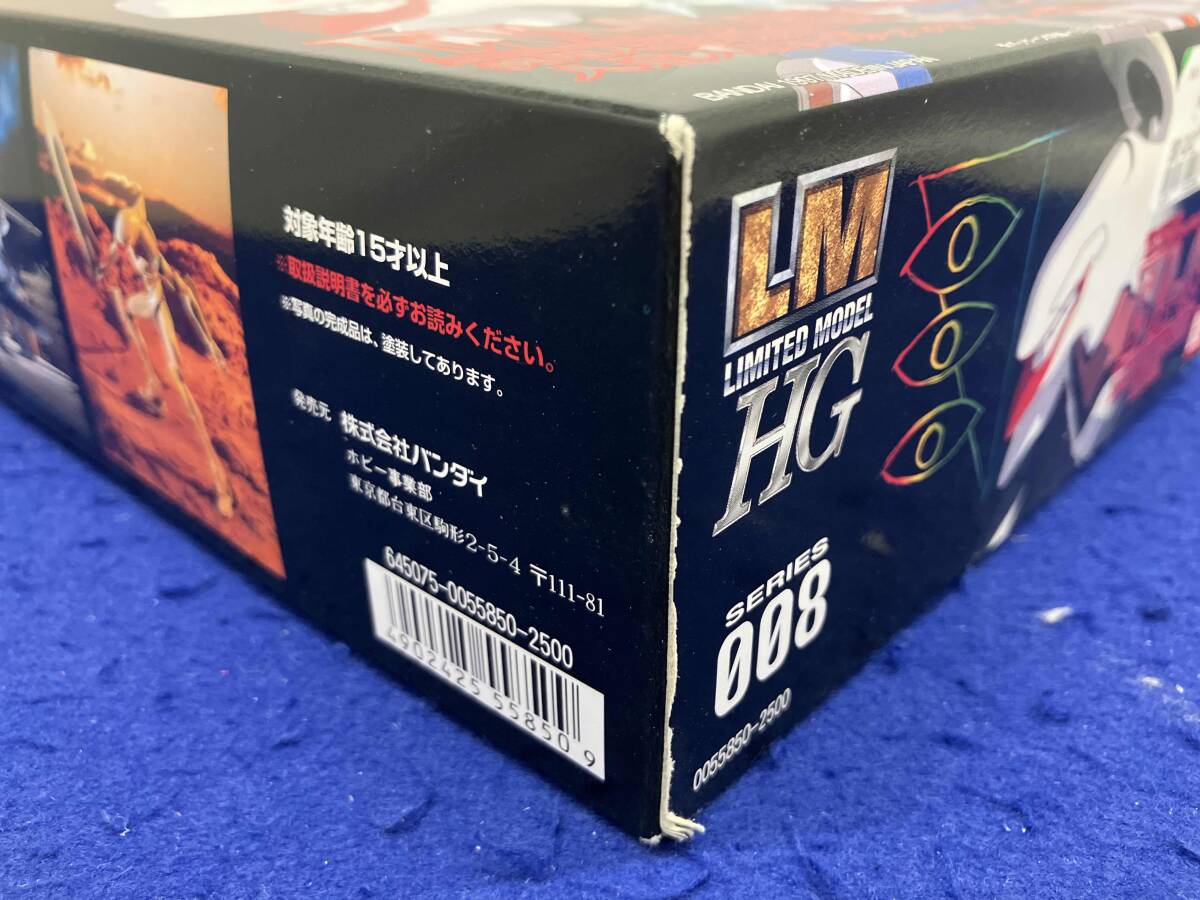 BANDAI 1997 MADE IN JAPAN
対象年齢15才以上
※取扱説明書を必ずお読みください。
※写真の完成品は、塗装してあります。
発売元 株式会社バンダイ
ホビー事業部
東京都台東区駒形2-5-4 〒111-81
645075-0055850-2500
4902425 558509
LM
LIMITED MODEL
HG
SERIES
008
0055850-2500